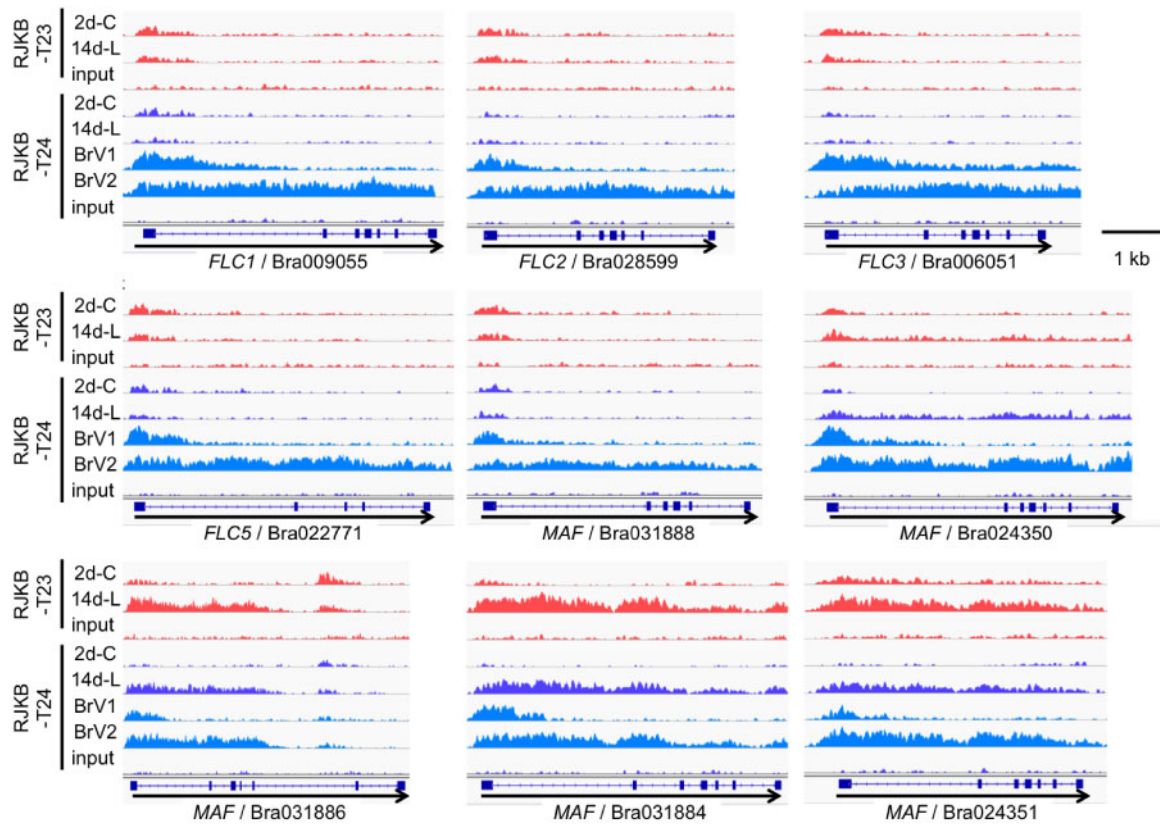 RJKB
-T23
2d-C
14d-L
input
RJKB
-T24
2d-C
14d-L
BrV1
BrV2
input
FLC1 / Bra009055
FLC2 / Bra028599
FLC3 / Bra006051
1 kb
RJKB
-T23
2d-C
14d-L
input
RJKB
-T24
2d-C
14d-L
BrV1
BrV2
input
FLC5 / Bra022771
MAF / Bra031888
MAF / Bra024350
RJKB
-T23
2d-C
14d-L
input
RJKB
-T24
2d-C
14d-L
BrV1
BrV2
input
MAF / Bra031886
MAF / Bra031884
MAF / Bra024351